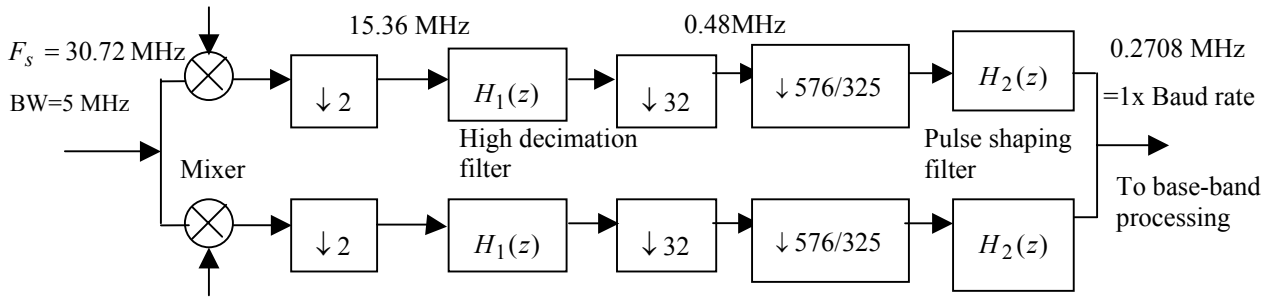 15.36 MHz
0.48MHz
F_s = 30.72 MHz
0.2708 MHz
↓2
H_1(z)
↓32
↓576/325
H_2(z)
BW=5 MHz
=1x Baud rate
High decimation
filter
Pulse shaping
filter
Mixer
To base-band
processing
↓2
H_1(z)
↓32
↓576/325
H_2(z)